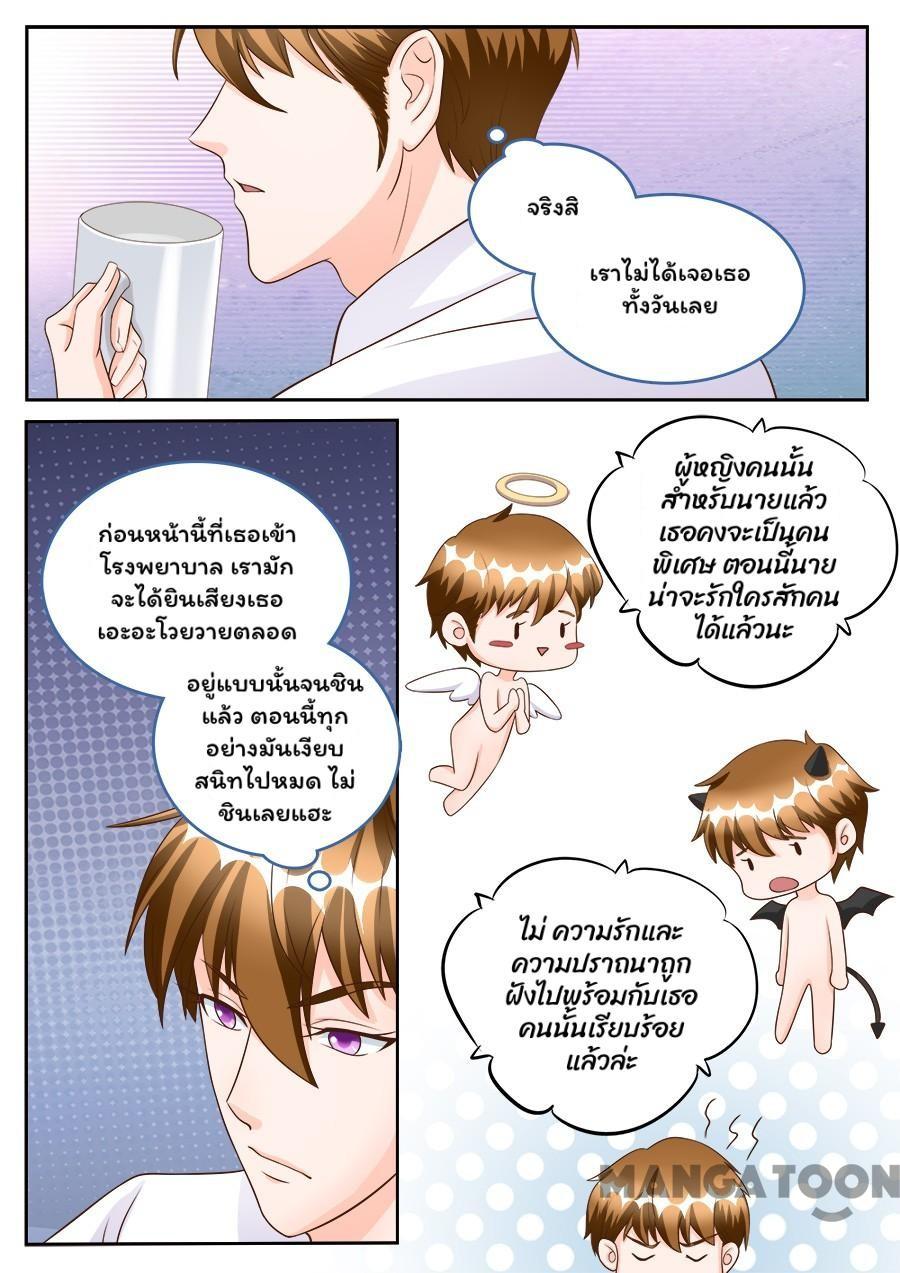 จริงสิ
เราไม่ได้เจอเธอ
ทั้งวันเลย
ก่อนหน้านี้ที่เธอเข้า
โรงพยาบาล เรามัก
จะได้ยินเสียงเธอ
เอะอะโวยวายตลอด
อยู่แบบนั้นจนชิน
แล้ว ตอนนี้ทุก
อย่างมันเงียบ
สนิทไปหมด ไม่
ชินเลยแฮะ
ผู้หญิงคนนั้น
สำหรับนายแล้ว
เธอคงจะเป็นคน
พิเศษ ตอนนี้นาย
น่าจะรักใครสักคน
ได้แล้วนะ
ไม่ ความรักและ
ความปราถนาถูก
ฝังไปพร้อมกับเธอ
คนนั้นเรียบร้อย
แล้วล่ะ
MANGATOON